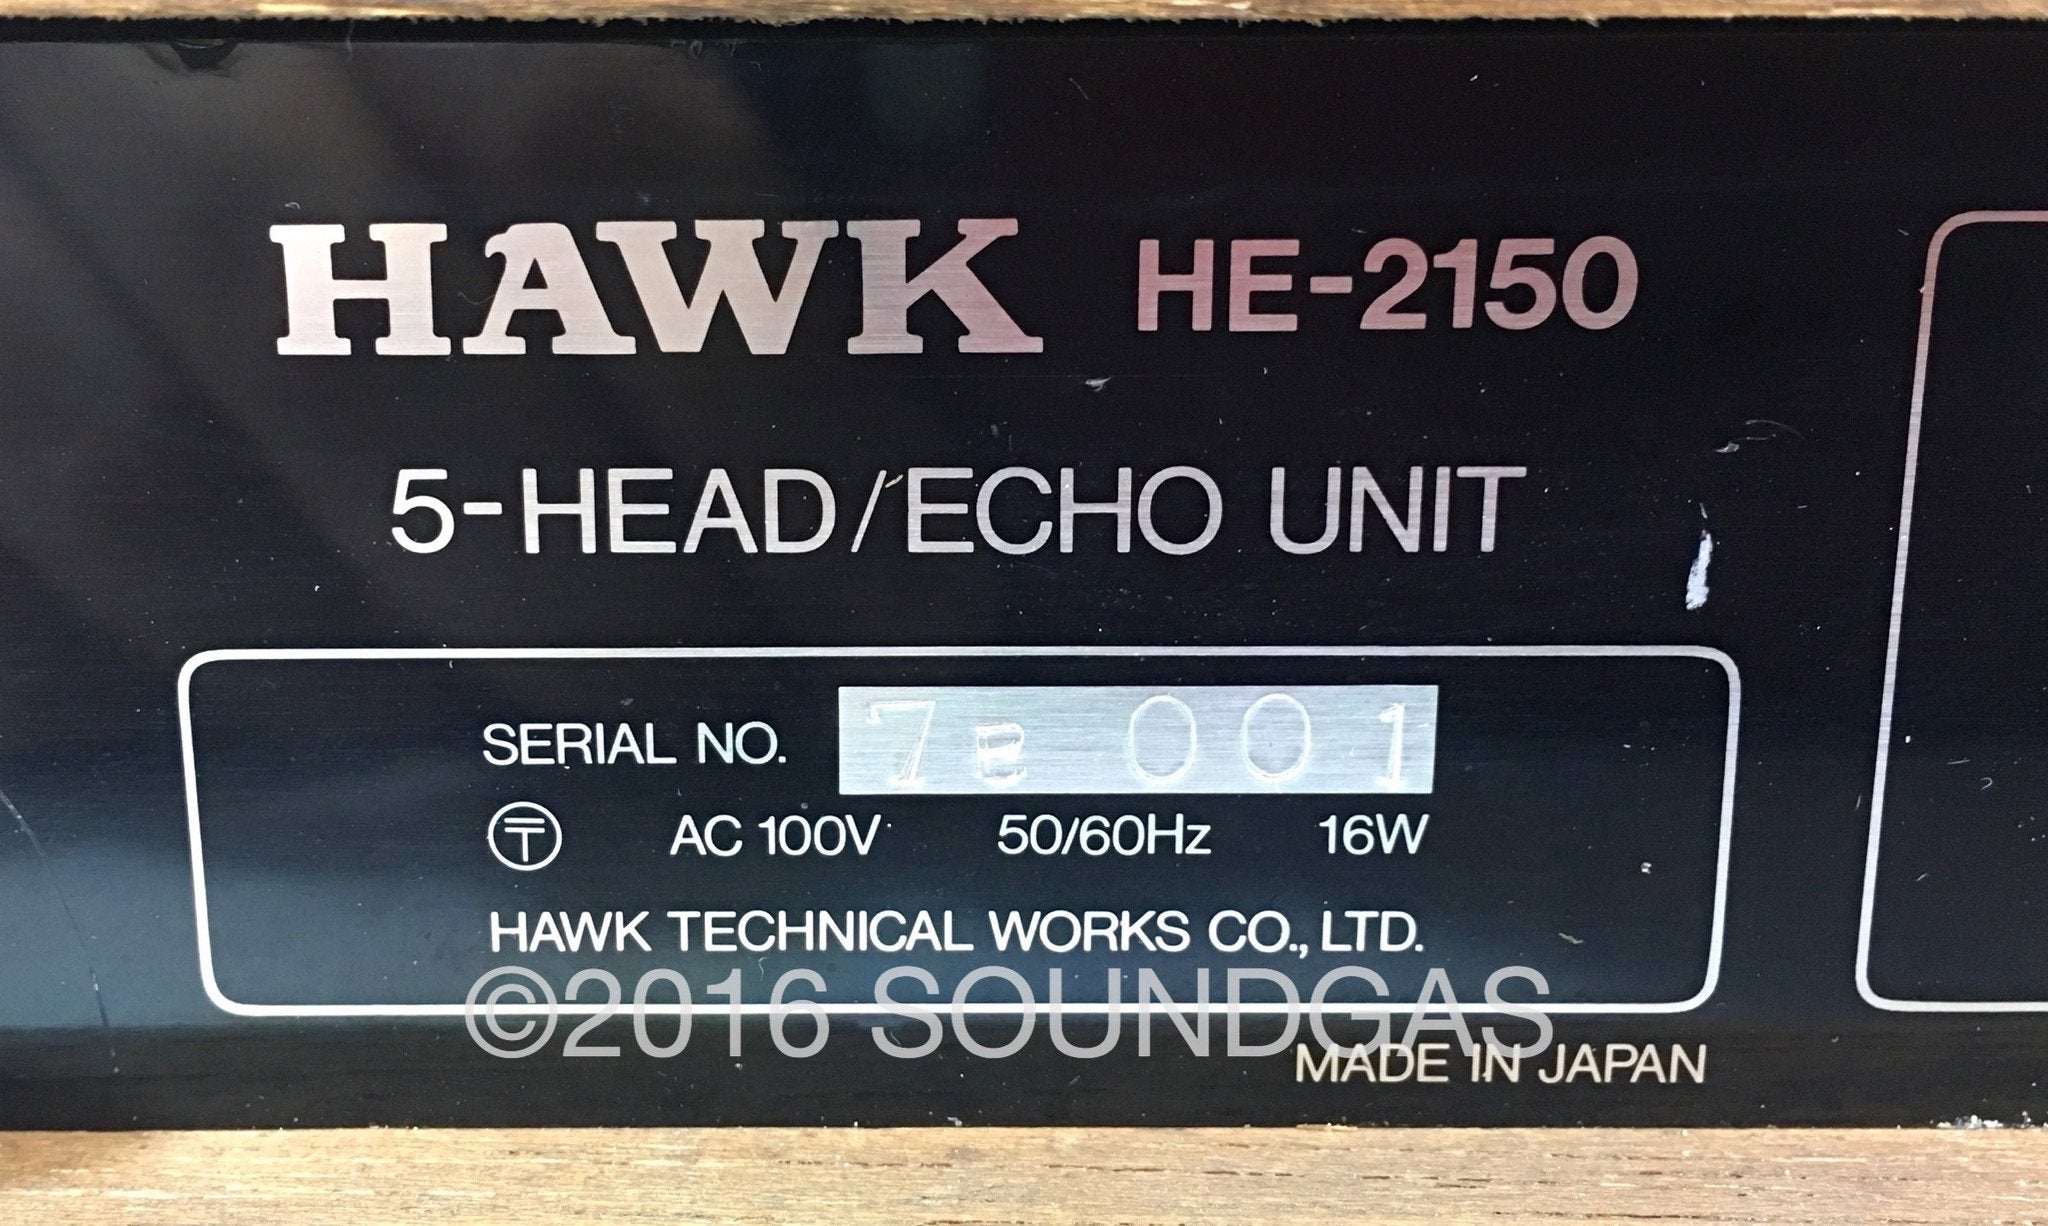 HAWK HE-2150
5-HEAD/ECHO UNIT
SERIAL NO. 7B 001
〶 AC 100V 50/60Hz 16W
HAWK TECHNICAL WORKS CO., LTD.
©2016 SOUNDGAS
MADE IN JAPAN